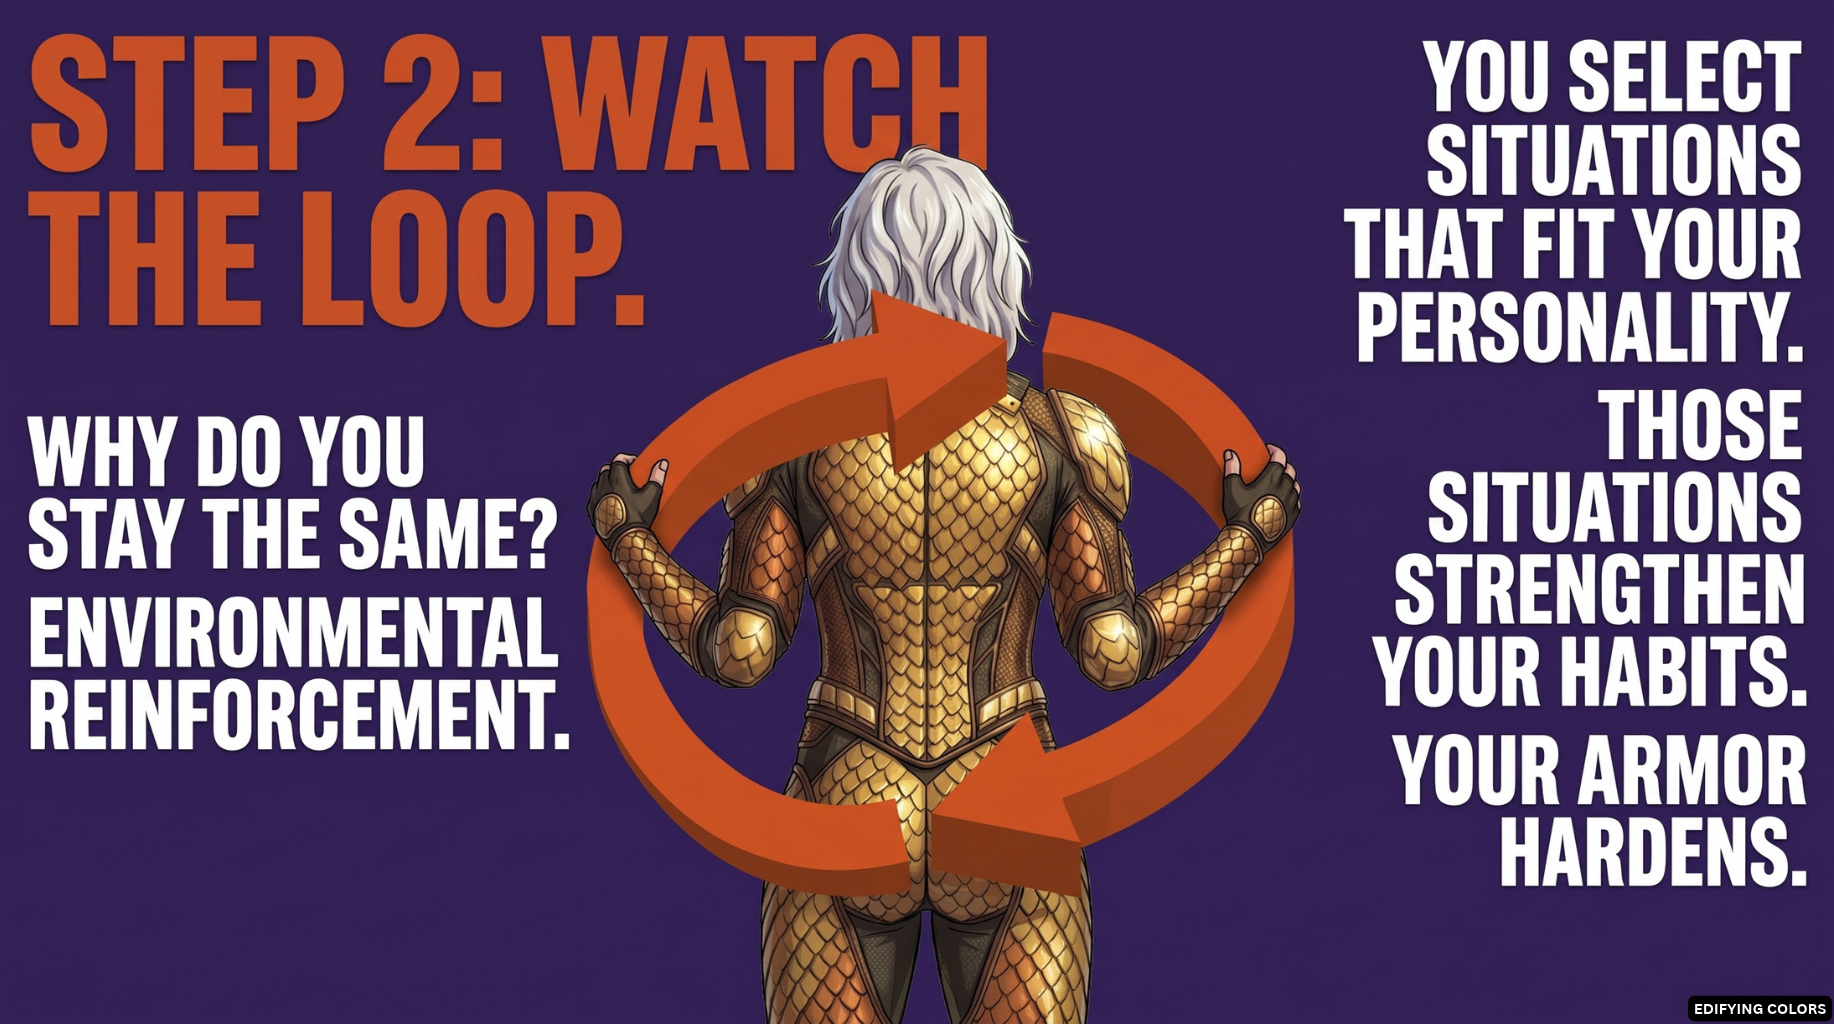 STEP 2: WATCH
THE LOOP.
WHY DO YOU
STAY THE SAME?
ENVIRONMENTAL
REINFORCEMENT.
YOU SELECT
SITUATIONS
THAT FIT YOUR
PERSONALITY.
THOSE
SITUATIONS
STRENGTHEN
YOUR HABITS.
YOUR ARMOR
HARDENS.
EDIFYING COLORS